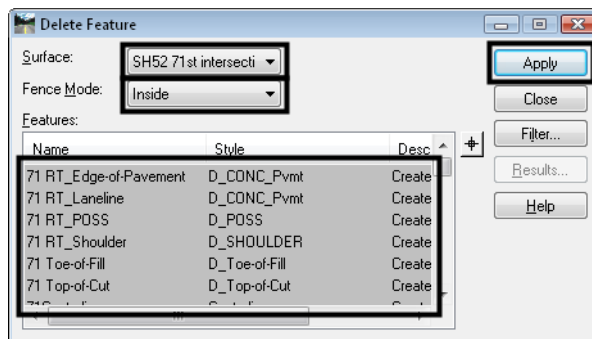 Delete Feature
Surface: SH52 71st intersecti
Fence Mode: Inside
Features:
Name Style Desc
71 RT_Edge-of-Pavement D_CONC_Pvmt Create
71 RT_Laneline D_CONC_Pvmt Create
71 RT_POSS D_POSS Create
71 RT_Shoulder D_SHOULDER Create
71 Toe-of-Fill D_Toe-of-Fill Create
71 Top-of-Cut D_Top-of-Cut Create
Apply
Close
Filter...
Results...
Help